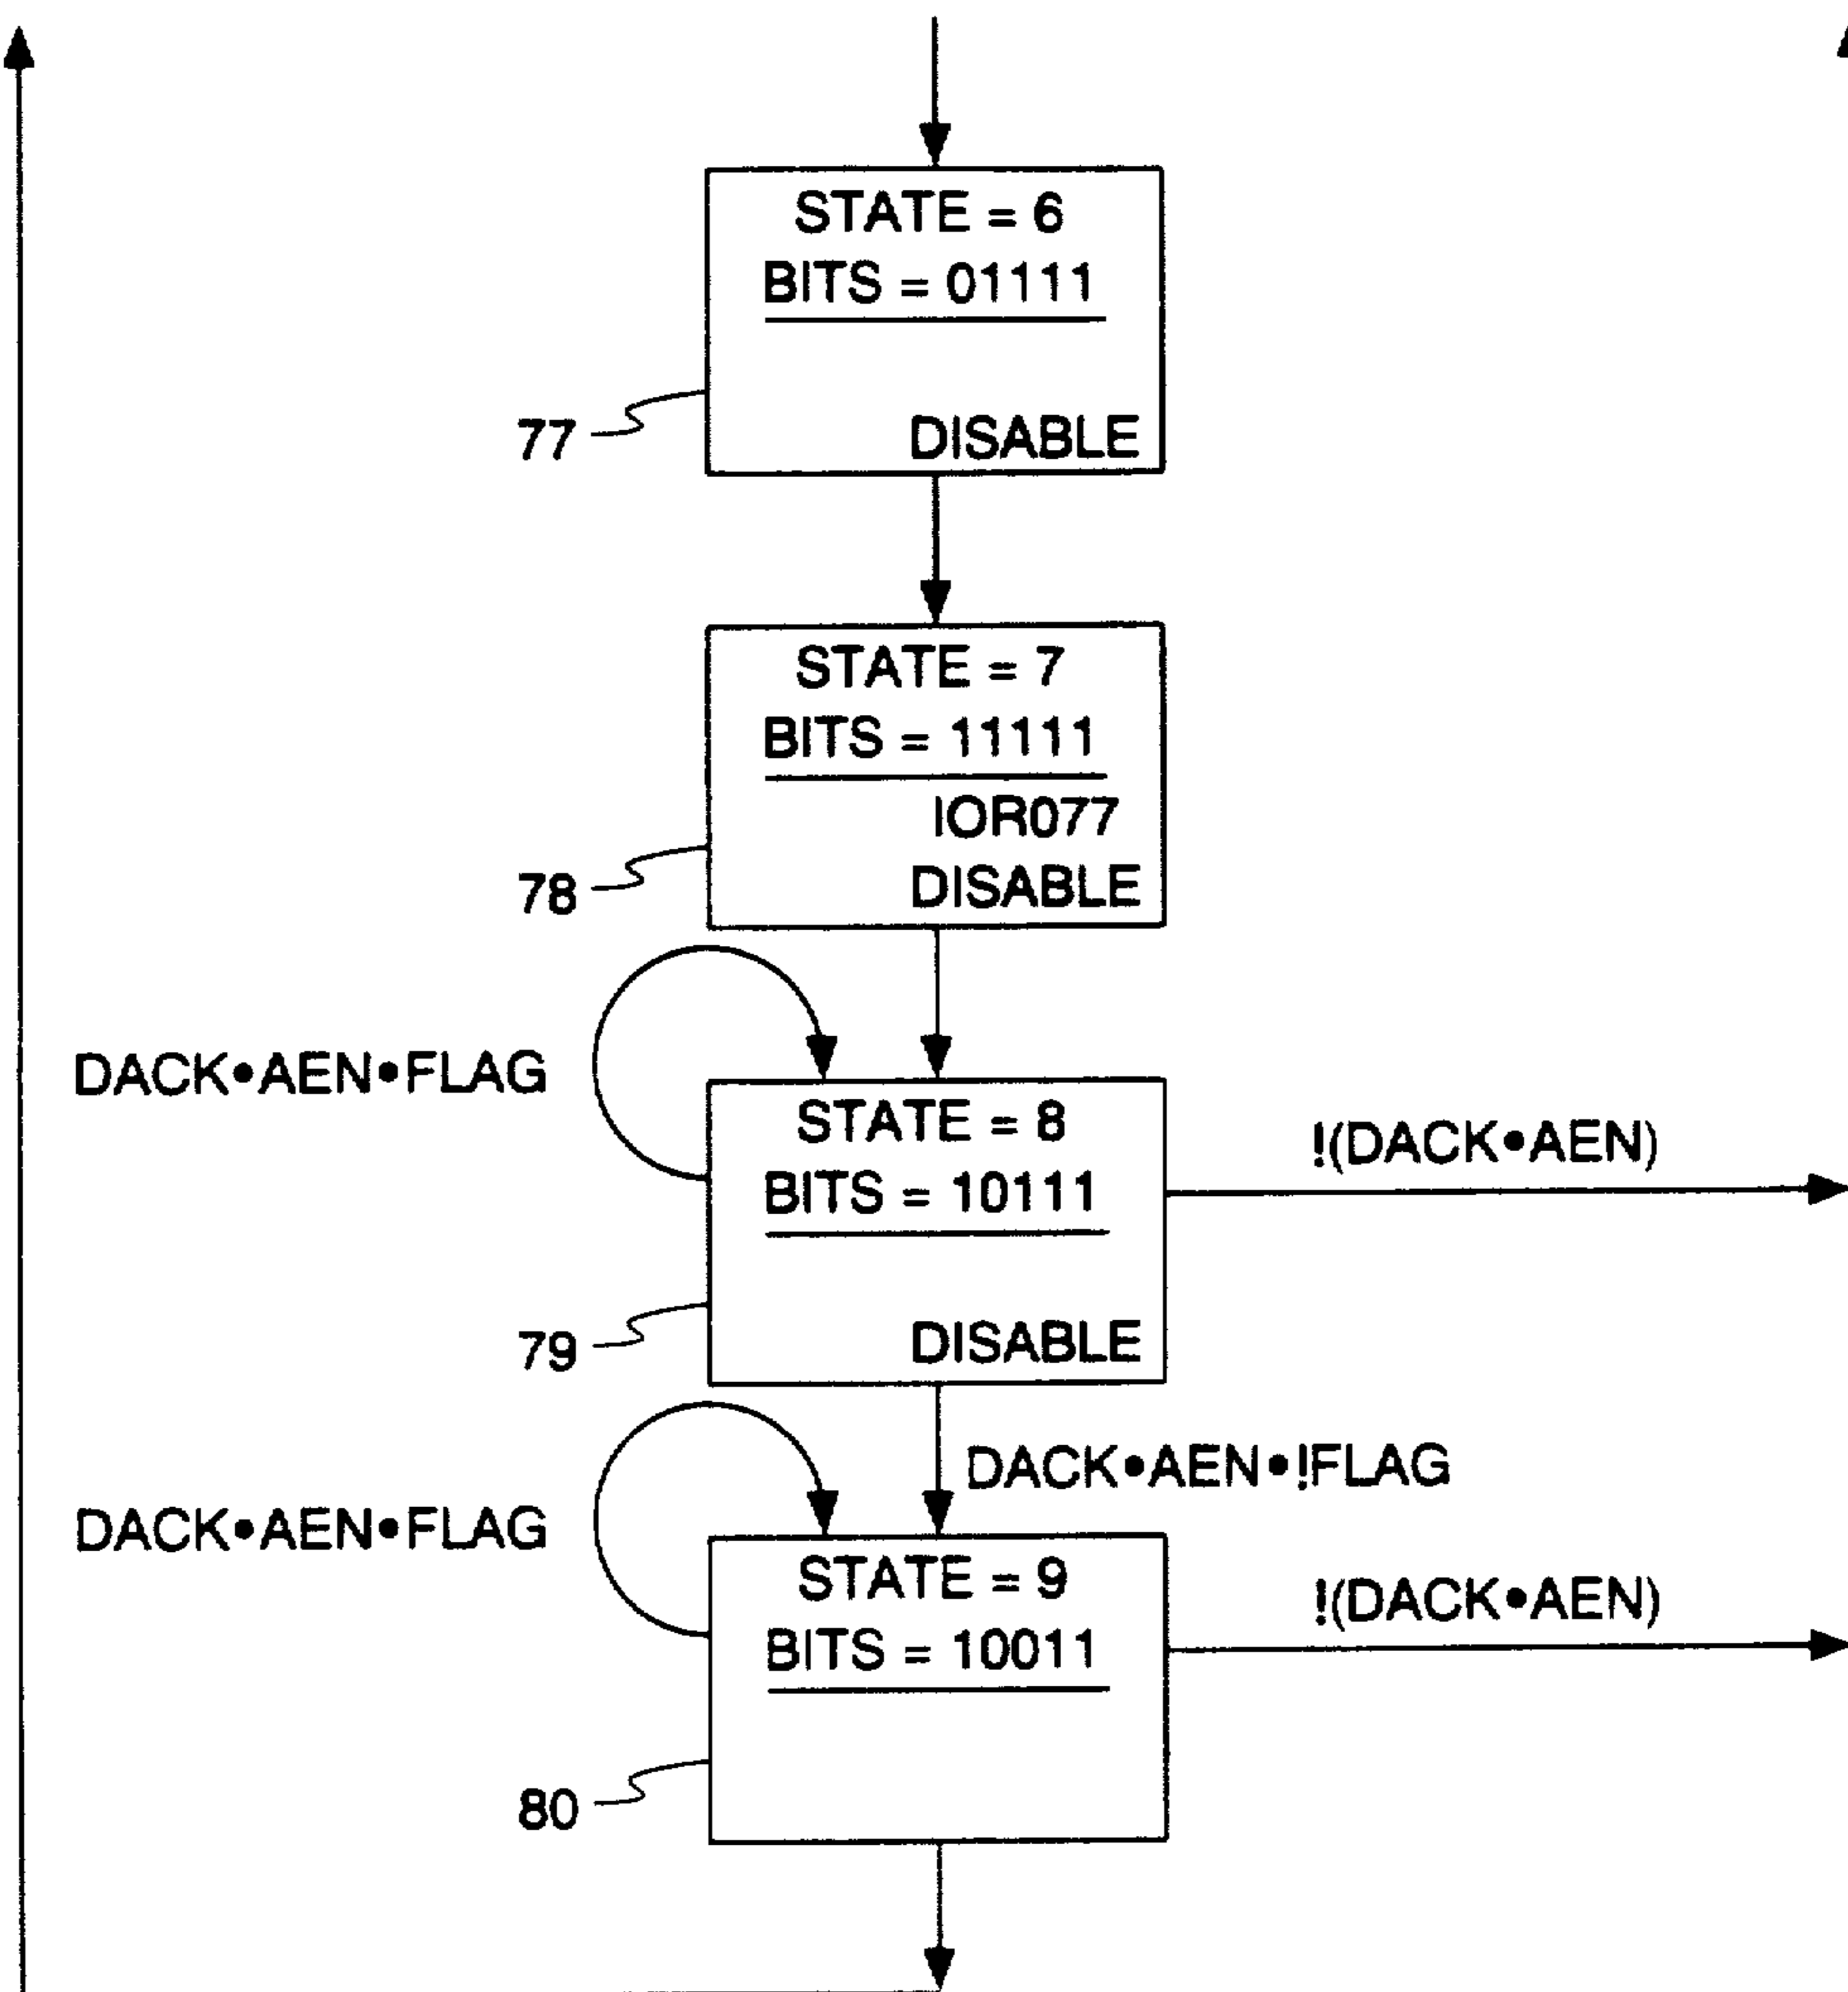 STATE = 6
BITS = 01111
DISABLE
77
STATE = 7
BITS = 11111
IOR077
DISABLE
78
DACK•AEN•FLAG
STATE = 8
BITS = 10111
DISABLE
79
!(DACK•AEN)
DACK•AEN•!FLAG
DACK•AEN•FLAG
STATE = 9
BITS = 10011
80
!(DACK•AEN)